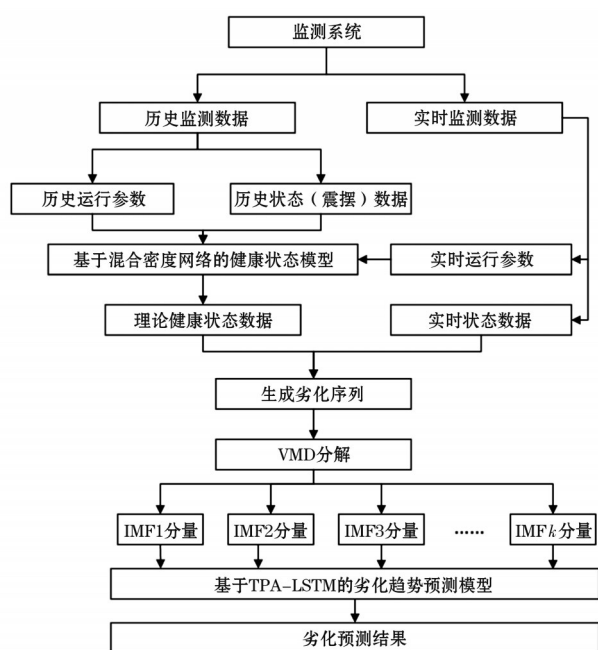 监测系统
历史监测数据
实时监测数据
历史运行参数
历史状态（震摆）数据
基于混合密度网络的健康状态模型
实时运行参数
理论健康状态数据
实时状态数据
生成劣化序列
VMD分解
IMF1分量
IMF2分量
IMF3分量
……
IMFk分量
基于TPA-LSTM的劣化趋势预测模型
劣化预测结果